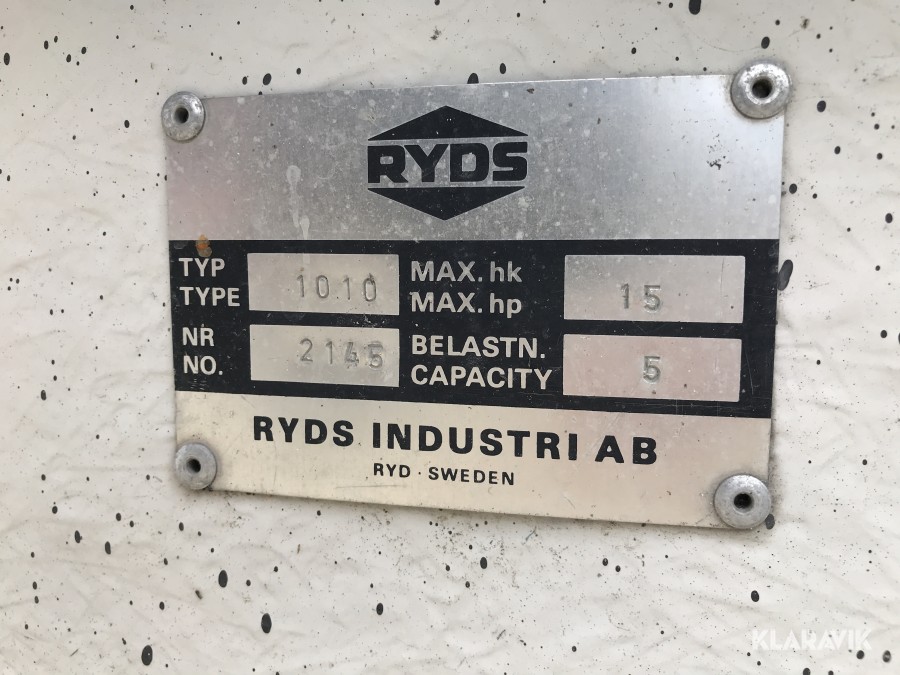 RYDS
TYP
TYPE
1010
MAX. hk
MAX. hp
15
NR
NO.
2145
BELASTN.
CAPACITY
5
RYDS INDUSTRI AB
RYD · SWEDEN
KLARAVIK